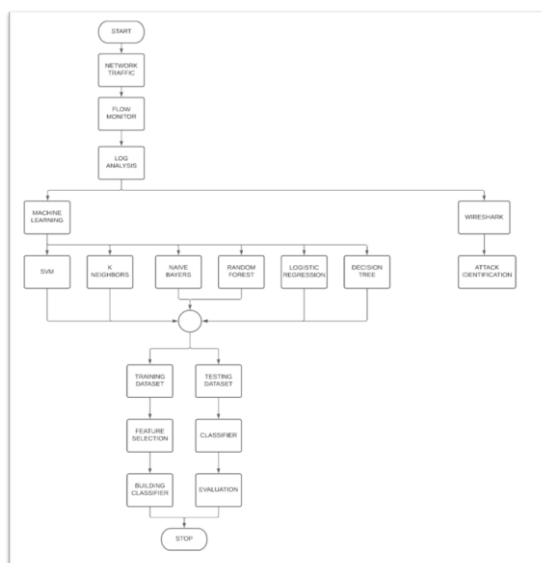 START
NETWORK
TRAFFIC
FLOW
MONITOR
LOG
ANALYSIS
MACHINE
LEARNING
WIRESHARK
SVM
K
NEIGHBORS
NAIVE
BAYERS
RANDOM
FOREST
LOGISTIC
REGRESSION
DECISION
TREE
ATTACK
IDENTIFICATION
TRAINING
DATASET
TESTING
DATASET
FEATURE
SELECTION
CLASSIFIER
BUILDING
CLASSIFIER
EVALUATION
STOP